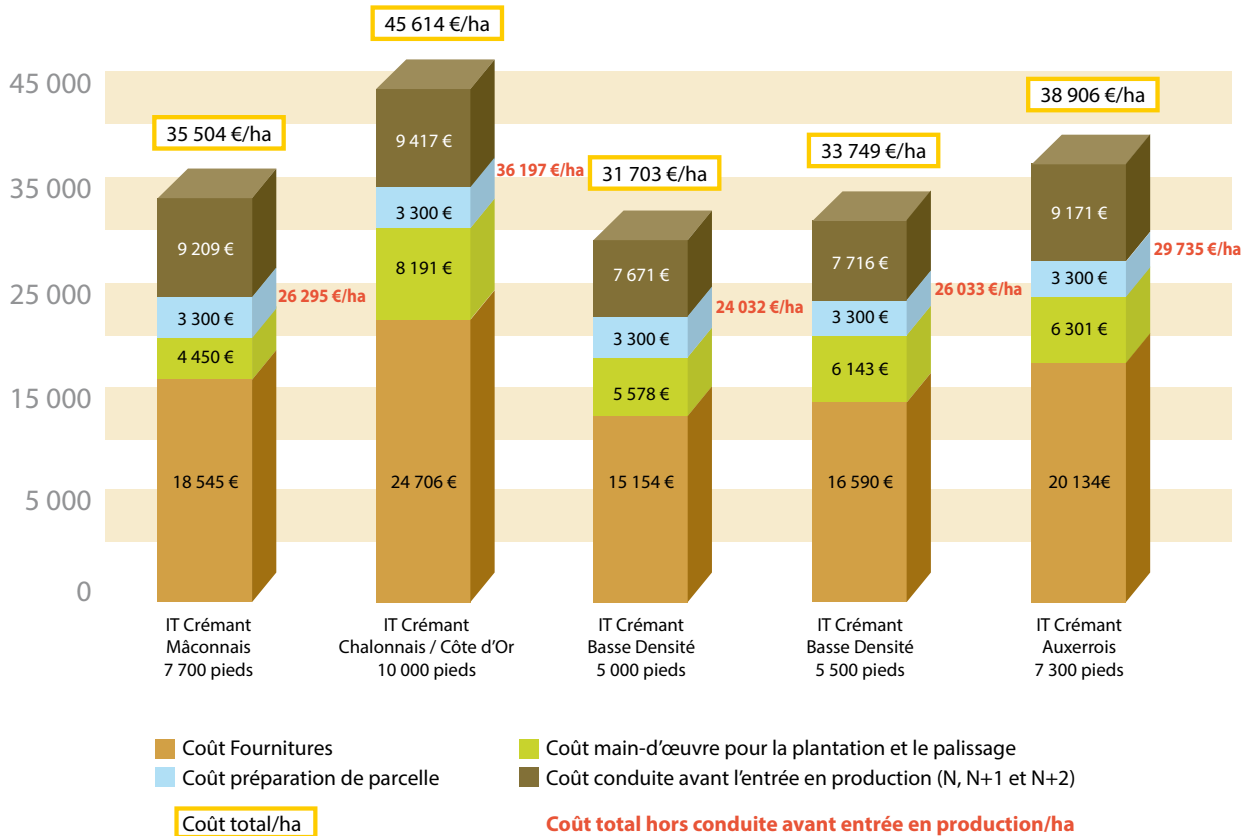 45 614 €/ha
45 000
38 906 €/ha
35 504 €/ha
9 417 €
33 749 €/ha
36 197 €/ha
31 703 €/ha
35 000
3 300 €
9 171 €
9 209 €
8 191 €
7 671 €
7 716 €
29 735 €/ha
25 000
26 295 €/ha
24 032 €/ha
26 033 €/ha
3 300 €
3 300 €
3 300 €
3 300 €
4 450 €
5 578 €
6 143 €
6 301 €
15 000
18 545 €
24 706 €
15 154 €
16 590 €
20 134€
5 000
0
IT Crémant
Mâconnais
7 700 pieds
IT Crémant
Chalonnais / Côte d’Or
10 000 pieds
IT Crémant
Basse Densité
5 000 pieds
IT Crémant
Basse Densité
5 500 pieds
IT Crémant
Auxerrois
7 300 pieds
Coût Fournitures
Coût main-d’œuvre pour la plantation et le palissage
Coût préparation de parcelle
Coût conduite avant l’entrée en production (N, N+1 et N+2)
Coût total/ha
Coût total hors conduite avant entrée en production/ha